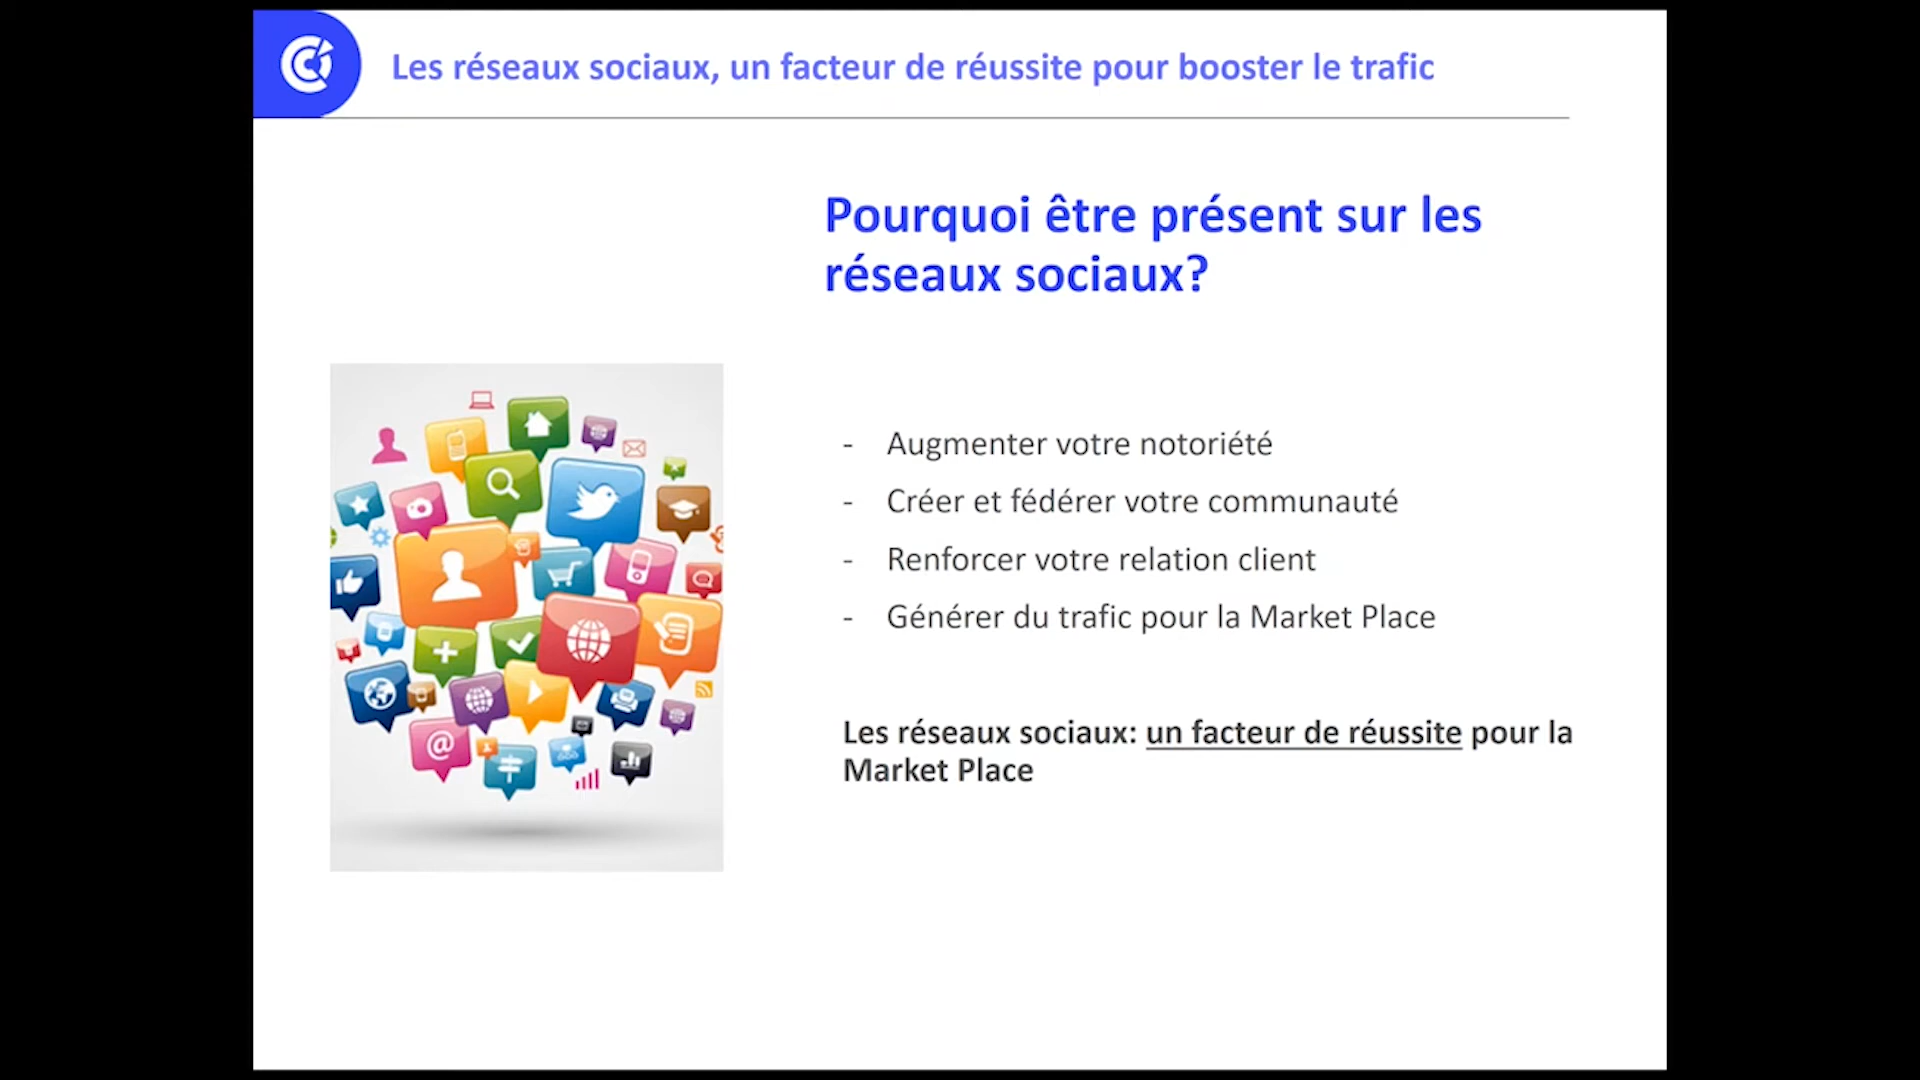 Les réseaux sociaux, un facteur de réussite pour booster le trafic
Pourquoi être présent sur les
réseaux sociaux?
- Augmenter votre notoriété
- Créer et fédérer votre communauté
- Renforcer votre relation client
- Générer du trafic pour la Market Place
Les réseaux sociaux: un facteur de réussite pour la
Market Place